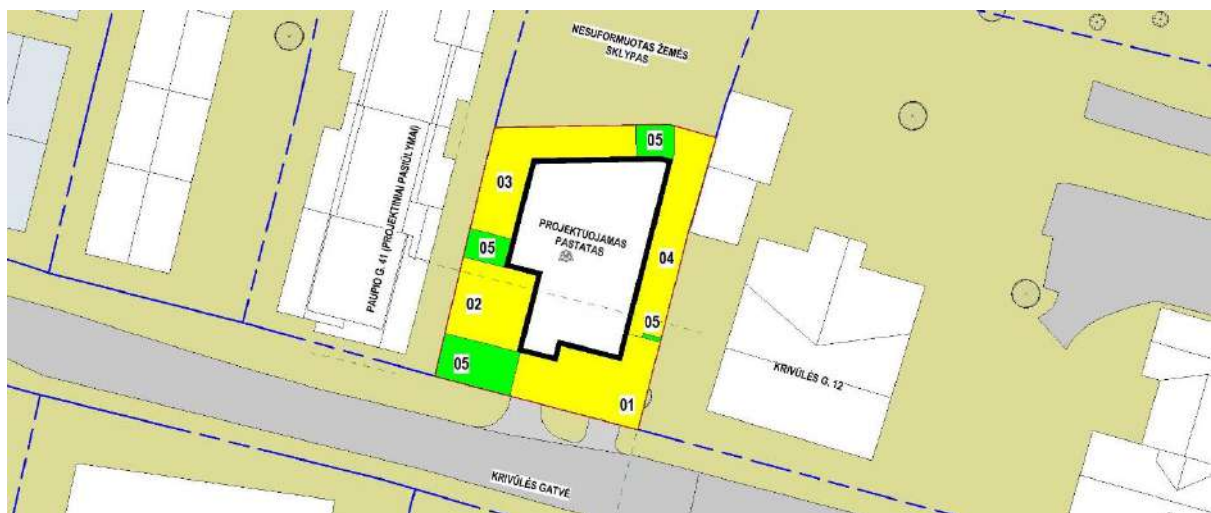 NESUFORMUOTAS ŽEMĖS
SKLYPAS
05
03
PAUPIO G. 41 (PROJEKTINIAI PASIŪLYMAI)
PROJEKTUOJAMAS
PASTATAS
05
04
02
05
05
01
KRIVŪLĖS G. 12
KRIVŪLĖS GATVĖ